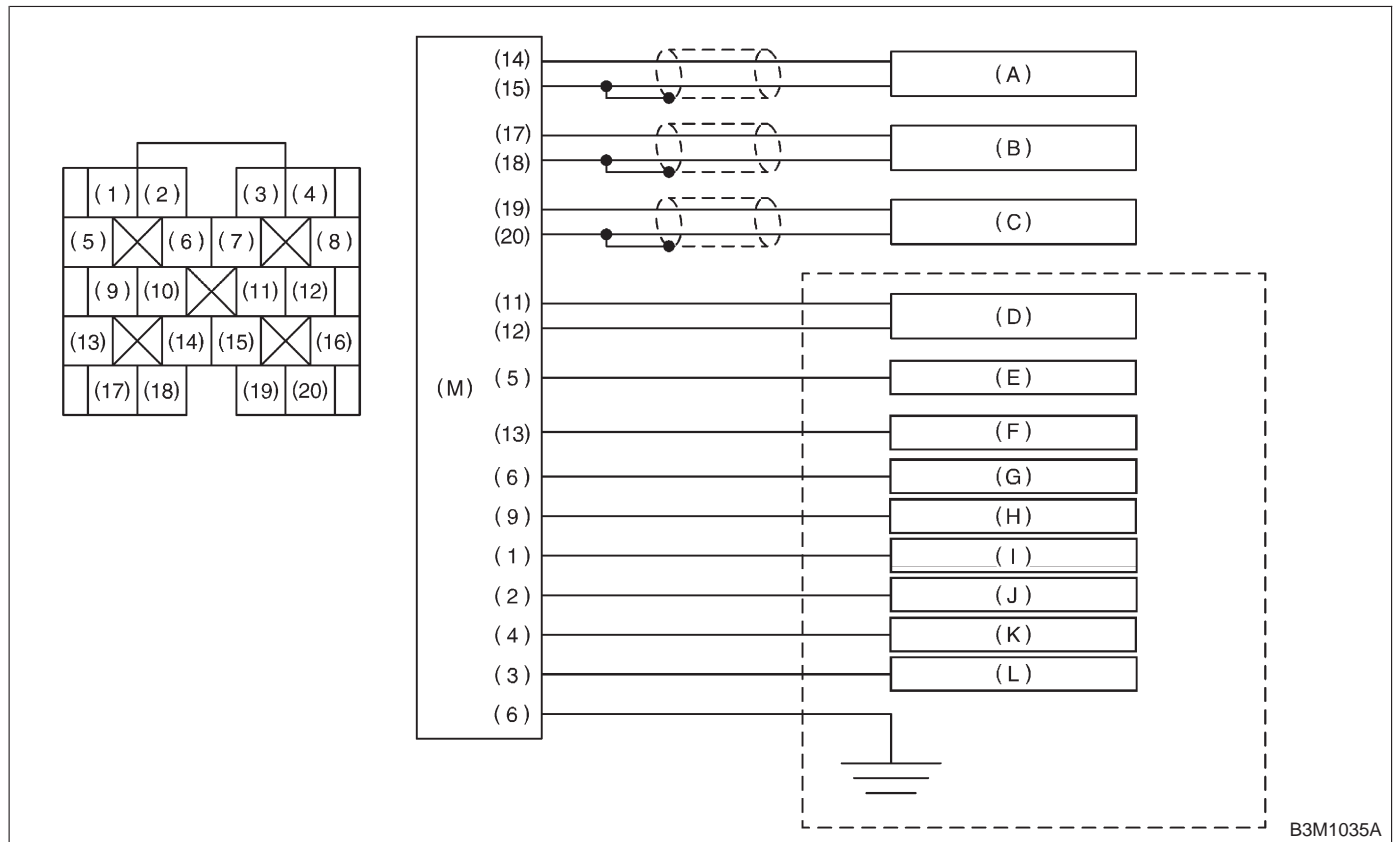 (1) (2) (3) (4)
(5) (6) (7) (8)
(9) (10) (11) (12)
(13) (14) (15) (16)
(17) (18) (19) (20)
(M)
(14)
(15)
(A)
(17)
(18)
(B)
(19)
(20)
(C)
(11)
(12)
(D)
(5) (E)
(13) (F)
(6) (G)
(9) (H)
(1) (I)
(2) (J)
(4) (K)
(3) (L)
(6)
B3M1035A